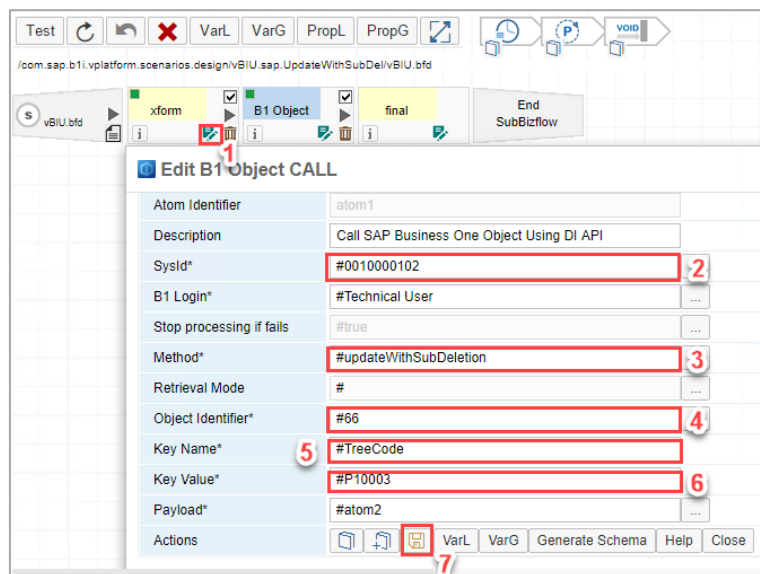 Test VarL VarG PropL PropG
VOID
/com.sap.b1i.vplatform.scenarios.design/vBIU.sap.UpdateWithSubDel/vBIU.bfd
S vBIU.bfd xform B1 Object final End
SubBizflow
i i i
1
Edit B1 Object CALL
Atom Identifier atom1
Description Call SAP Business One Object Using DI API
SysId* #0010000102 2
B1 Login* #Technical User ...
Stop processing if fails #true ...
Method* #updateWithSubDeletion 3
Retrieval Mode # ...
Object Identifier* #66 4
Key Name* 5 #TreeCode
Key Value* #P10003 6
Payload* #atom2 ...
Actions VarL VarG Generate Schema Help Close
7